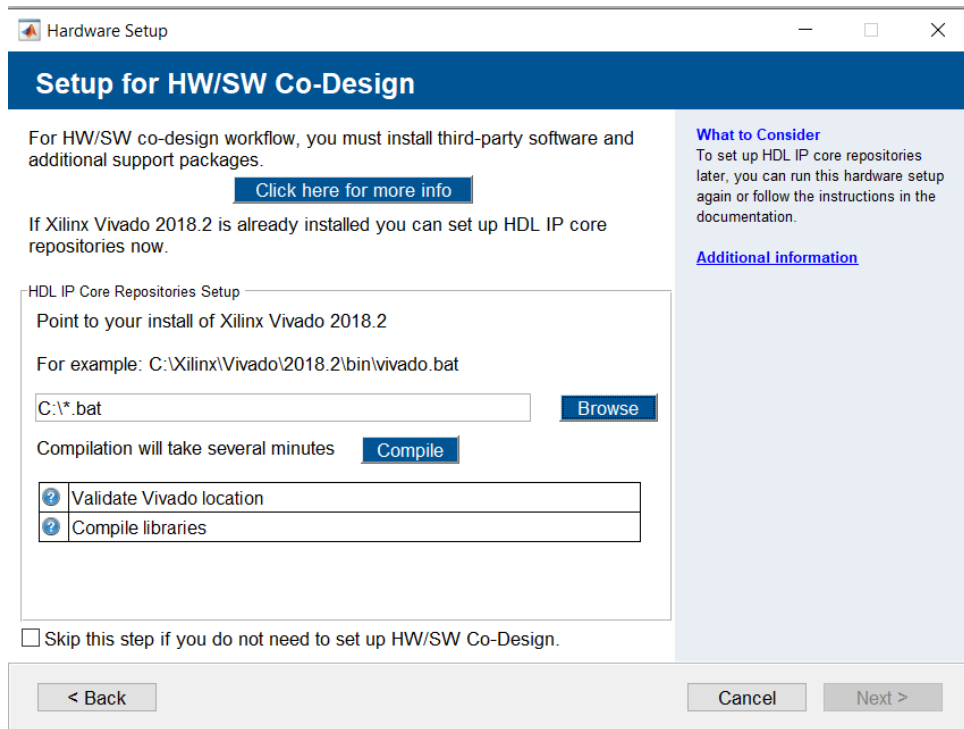 Hardware Setup
Setup for HW/SW Co-Design
For HW/SW co-design workflow, you must install third-party software and
additional support packages.
Click here for more info
If Xilinx Vivado 2018.2 is already installed you can set up HDL IP core
repositories now.
HDL IP Core Repositories Setup
Point to your install of Xilinx Vivado 2018.2
For example: C:\Xilinx\Vivado\2018.2\bin\vivado.bat
C:\*.bat
Browse
Compilation will take several minutes
Compile
Validate Vivado location
Compile libraries
Skip this step if you do not need to set up HW/SW Co-Design.
What to Consider
To set up HDL IP core repositories
later, you can run this hardware setup
again or follow the instructions in the
documentation.
Additional information
< Back
Cancel
Next >